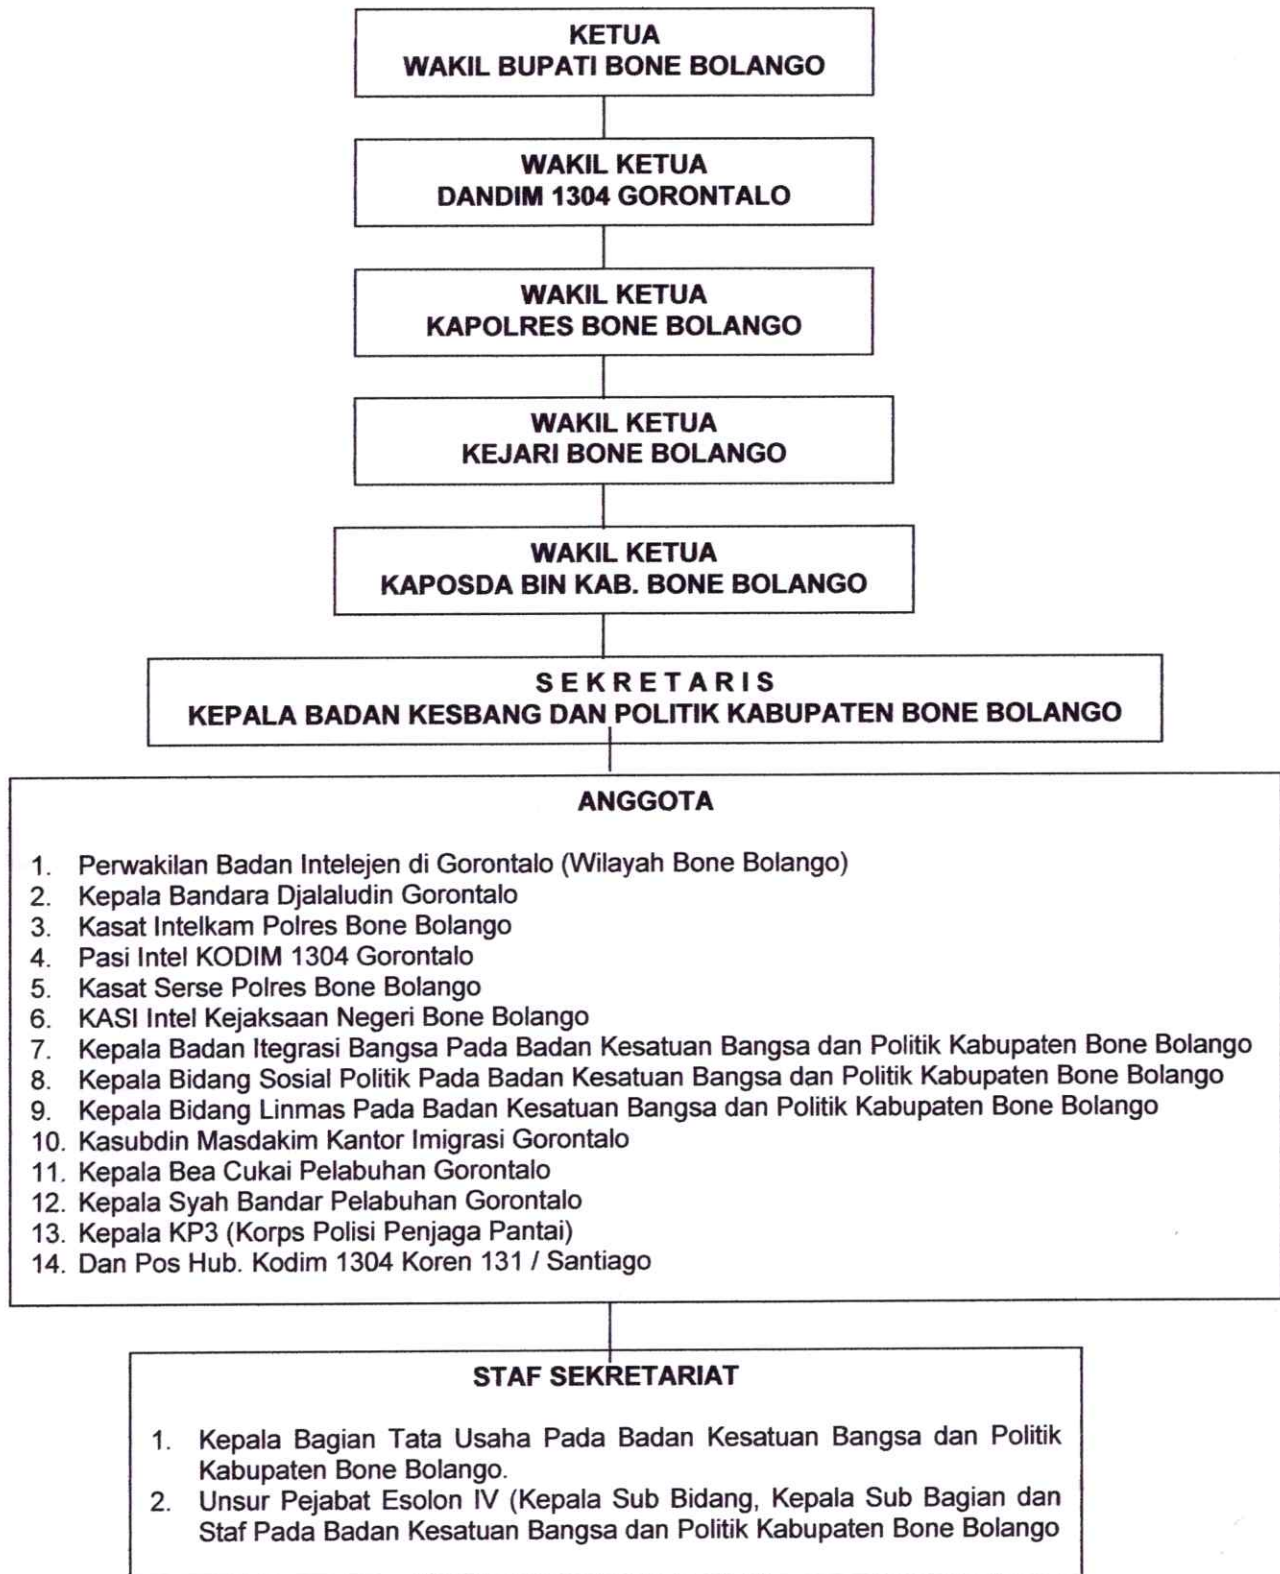 KETUA
WAKIL BUPATI BONE BOLANGO
WAKIL KETUA
DANDIM 1304 GORONTALO
WAKIL KETUA
KAPOLRES BONE BOLANGO
WAKIL KETUA
KEJARI BONE BOLANGO
WAKIL KETUA
KAPOSDA BIN KAB. BONE BOLANGO
S E K R E T A R I S
KEPALA BADAN KESBANG DAN POLITIK KABUPATEN BONE BOLANGO
ANGGOTA
1. Perwakilan Badan Intelejen di Gorontalo (Wilayah Bone Bolango)
2. Kepala Bandara Djalaludin Gorontalo
3. Kasat Intelkam Polres Bone Bolango
4. Pasi Intel KODIM 1304 Gorontalo
5. Kasat Serse Polres Bone Bolango
6. KASI Intel Kejaksaan Negeri Bone Bolango
7. Kepala Badan Itegrasi Bangsa Pada Badan Kesatuan Bangsa dan Politik Kabupaten Bone Bolango
8. Kepala Bidang Sosial Politik Pada Badan Kesatuan Bangsa dan Politik Kabupaten Bone Bolango
9. Kepala Bidang Linmas Pada Badan Kesatuan Bangsa dan Politik Kabupaten Bone Bolango
10. Kasubdin Masdakim Kantor Imigrasi Gorontalo
11. Kepala Bea Cukai Pelabuhan Gorontalo
12. Kepala Syah Bandar Pelabuhan Gorontalo
13. Kepala KP3 (Korps Polisi Penjaga Pantai)
14. Dan Pos Hub. Kodim 1304 Koren 131 / Santiago
STAF SEKRETARIAT
1. Kepala Bagian Tata Usaha Pada Badan Kesatuan Bangsa dan Politik
Kabupaten Bone Bolango.
2. Unsur Pejabat Esolon IV (Kepala Sub Bidang, Kepala Sub Bagian dan
Staf Pada Badan Kesatuan Bangsa dan Politik Kabupaten Bone Bolango